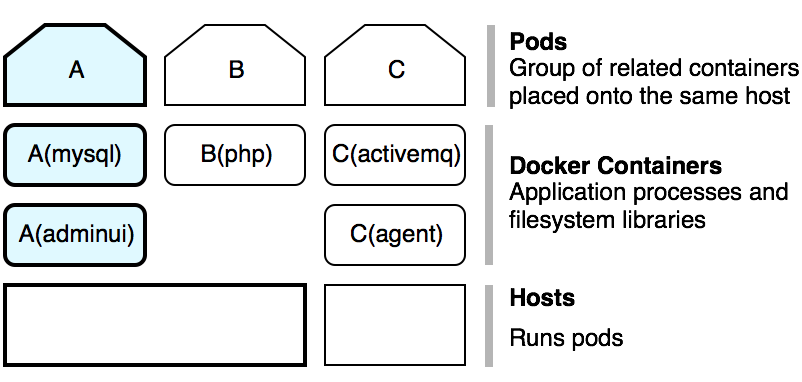 A
B
C
Pods
Group of related containers
placed onto the same host
A(mysql)
B(php)
C(activemq)
A(adminui)
C(agent)
Docker Containers
Application processes and
filesystem libraries
Hosts
Runs pods